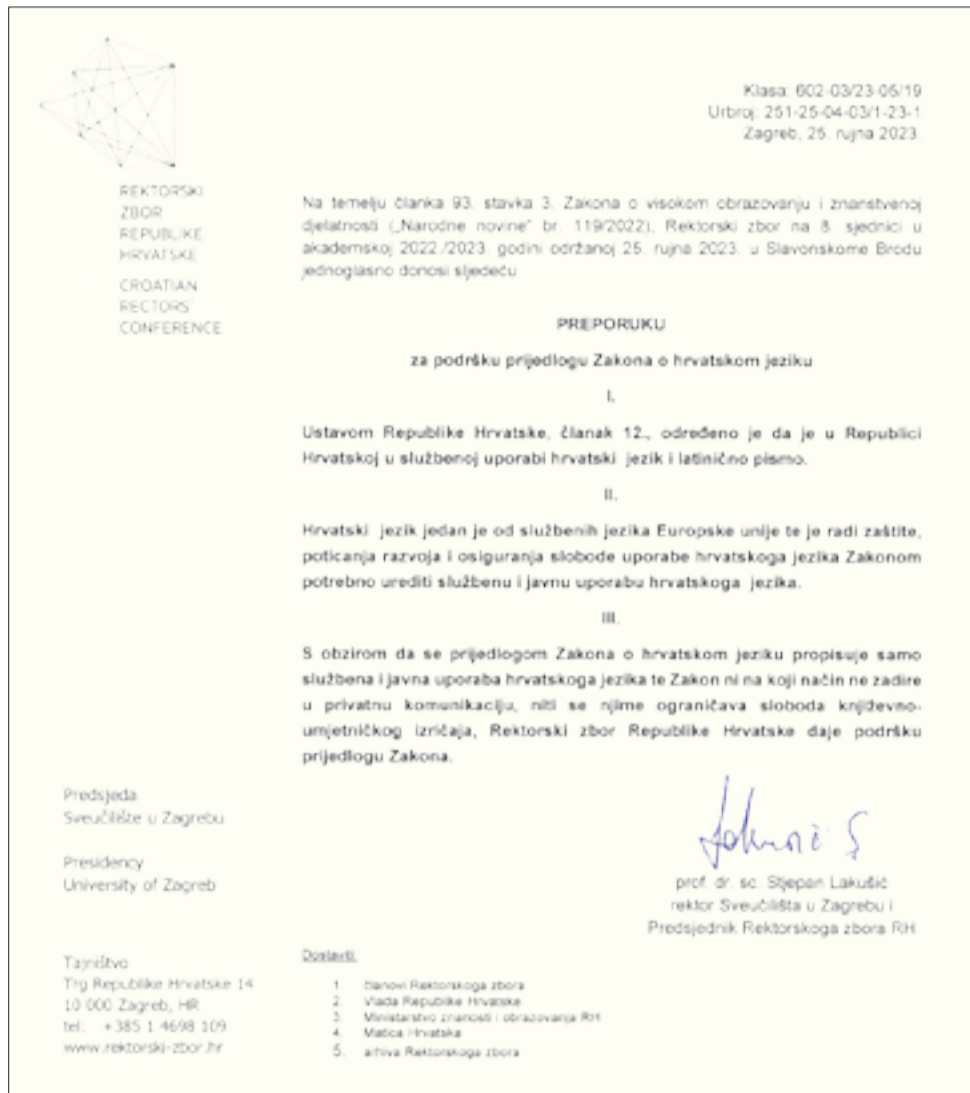 Klasa: 602-03/23-05/19
Urbroj: 251-25-04-03/1-23-1
Zagreb, 25. rujna 2023.
REKTORSKI
ZBOR
REPUBLIKE
HRVATSKE
CROATIAN
RECTORS'
CONFERENCE
Na temelju članka 93. stavka 3. Zakona o visokom obrazovanju i znanstvenoj
djelatnosti („Narodne novine“ br. 119/2022), Rektorski zbor na 8. sjednici u
akademskoj 2022./2023. godini održanoj 25. rujna 2023. u Slavonskome Brodu
jednoglasno donosi sljedeću
PREPORUKU
za podršku prijedlogu Zakona o hrvatskom jeziku
I.
Ustavom Republike Hrvatske, članak 12., određeno je da je u Republici
Hrvatskoj u službenoj uporabi hrvatski jezik i latinično pismo.
II.
Hrvatski jezik jedan je od službenih jezika Europske unije te je radi zaštite,
poticanja razvoja i osiguranja slobode uporabe hrvatskoga jezika Zakonom
potrebno urediti službenu i javnu uporabu hrvatskoga jezika.
III.
S obzirom da se prijedlogom Zakona o hrvatskom jeziku propisuje samo
službena i javna uporaba hrvatskoga jezika te Zakon ni na koji način ne zadire
u privatnu komunikaciju, niti se njime ograničava sloboda književno-
umjetničkog izričaja, Rektorski zbor Republike Hrvatske daje podršku
prijedlogu Zakona.
Predsjeda
Sveučilište u Zagrebu
Presidency
University of Zagreb
prof. dr. sc. Stjepan Lakušić
rektor Sveučilišta u Zagrebu i
Predsjednik Rektorskoga zbora RH
Tajništvo
Trg Republike Hrvatske 14
10 000 Zagreb, HR
tel: +385 1 4698 109
www.rektorski-zbor.hr
Dostaviti:
1. članovi Rektorskoga zbora
2. Vlada Republike Hrvatske
3. Ministarstvo znanosti i obrazovanja RH
4. Matica Hrvatska
5. arhiva Rektorskoga zbora